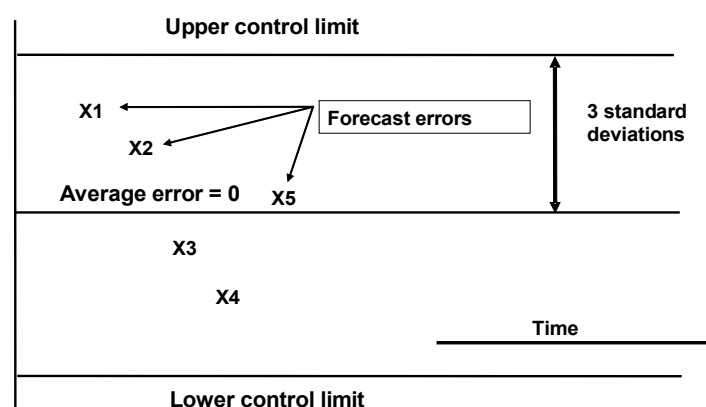 Upper control limit
X1
Forecast errors
3 standard
deviations
X2
Average error = 0
X5
X3
X4
Time
Lower control limit